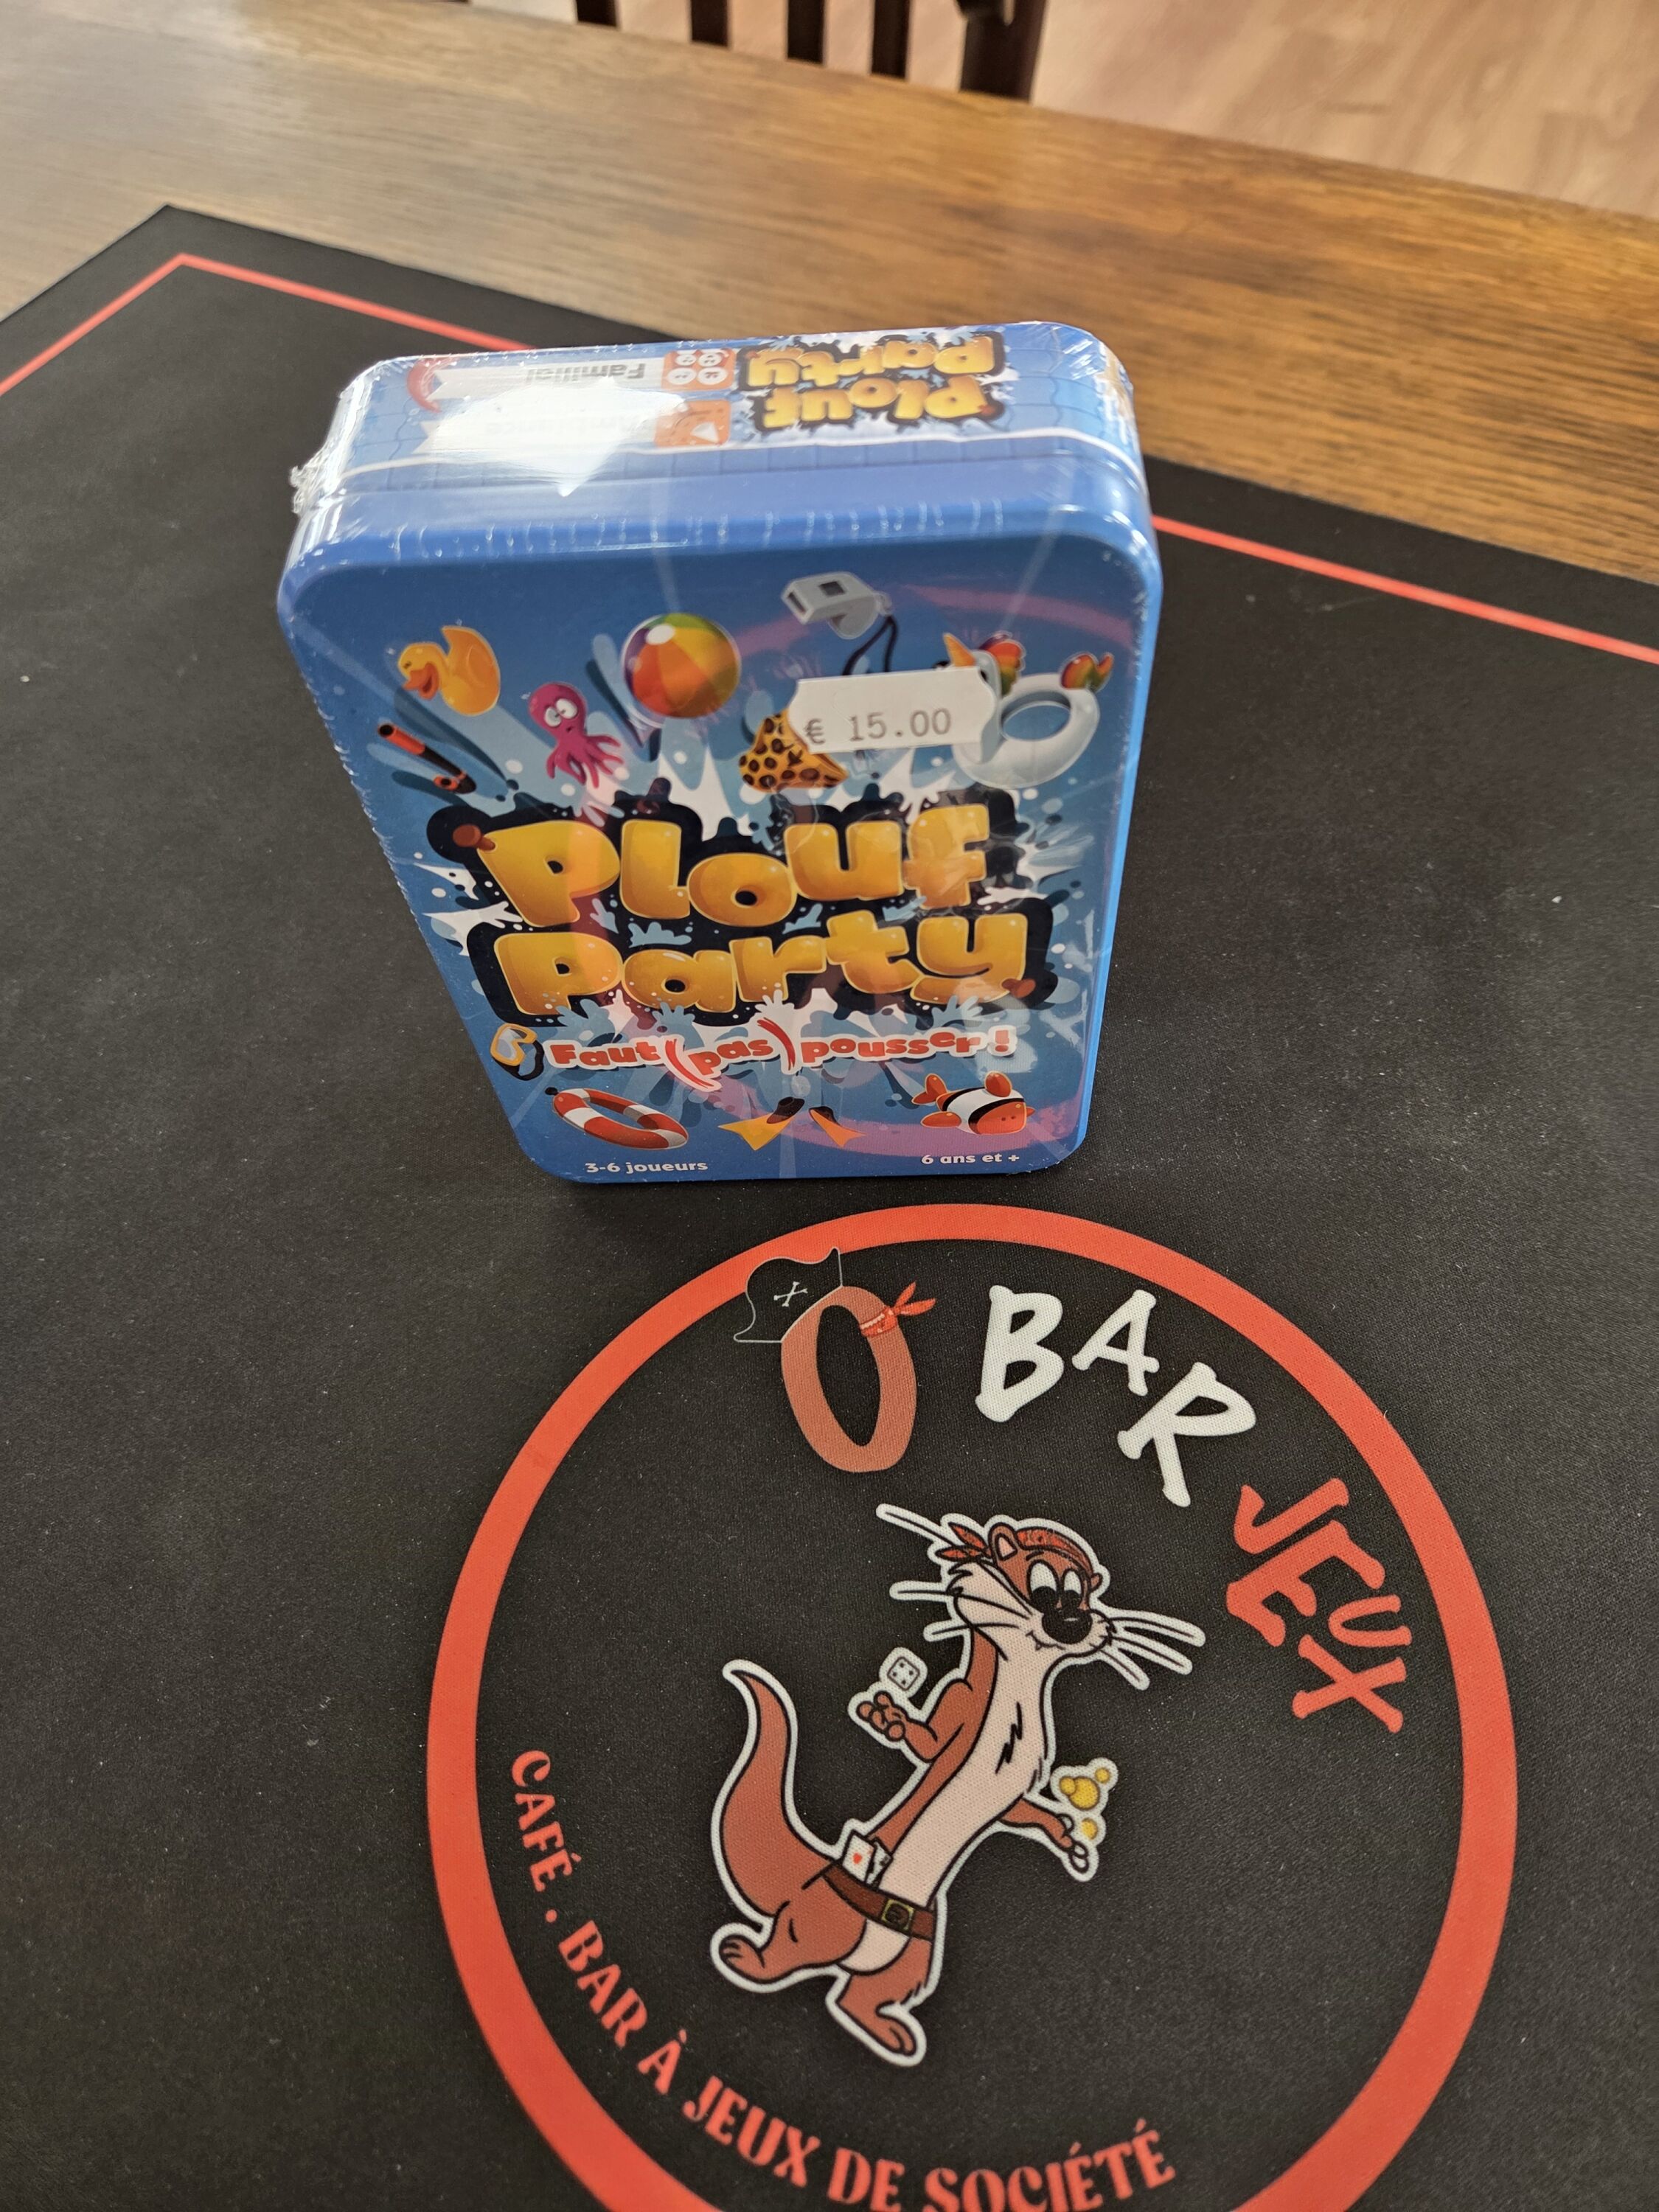 Plouf
Party
Familial
Ambiance
€ 15.00
Plouf
Party
Faut (pas) pousser !
3-6 joueurs
6 ans et +
Ô BAR JEUX
CAFÉ . BAR À JEUX DE SOCIÉTÉ